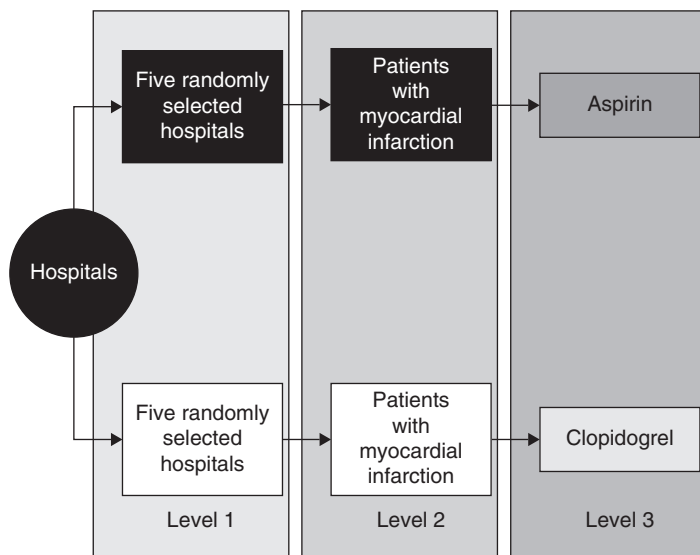 Five randomly
selected
hospitals
Patients
with
myocardial
infarction
Aspirin
Hospitals
Five randomly
selected
hospitals
Patients
with
myocardial
infarction
Clopidogrel
Level 1
Level 2
Level 3